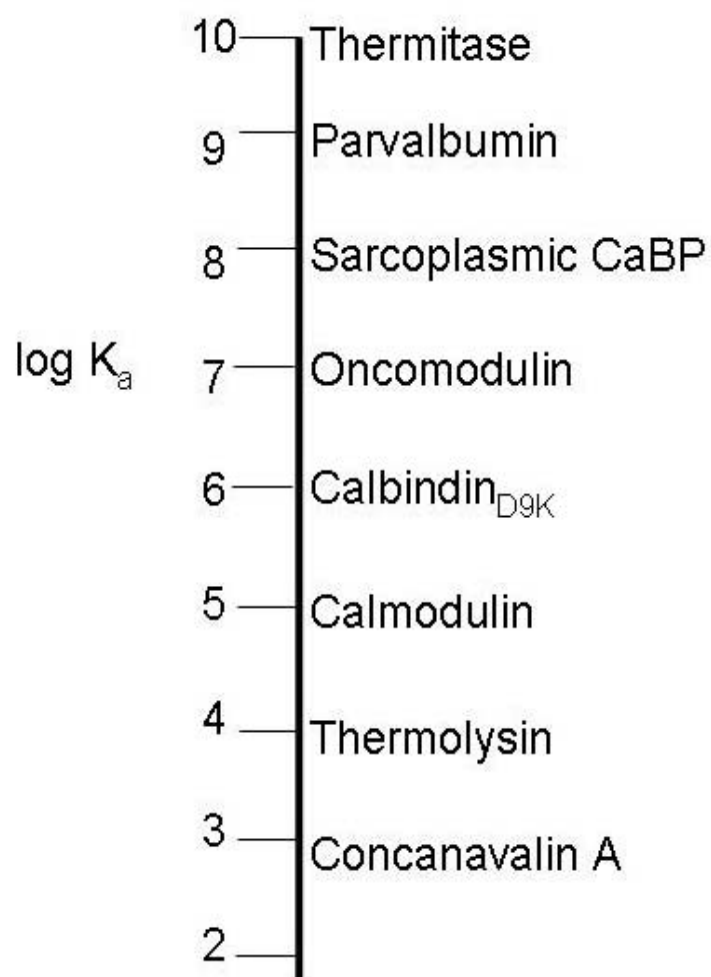 10 Thermitase
9 Parvalbumin
8 Sarcoplasmic CaBP
log Ka 7 Oncomodulin
6 CalbindinD9K
5 Calmodulin
4 Thermolysin
3 Concanavalin A
2